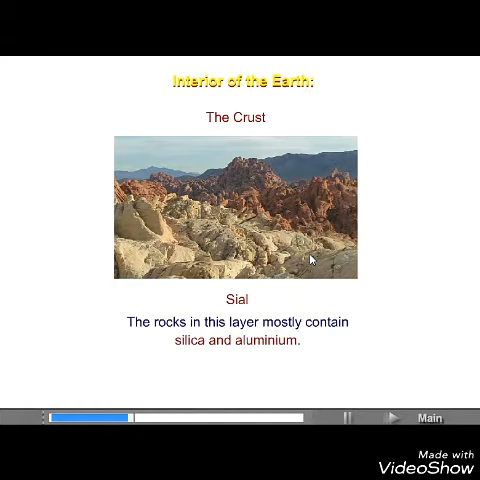 Interior of the Earth:
The Crust
Sial
The rocks in this layer mostly contain
silica and aluminium.
Main
Made with
VideoShow